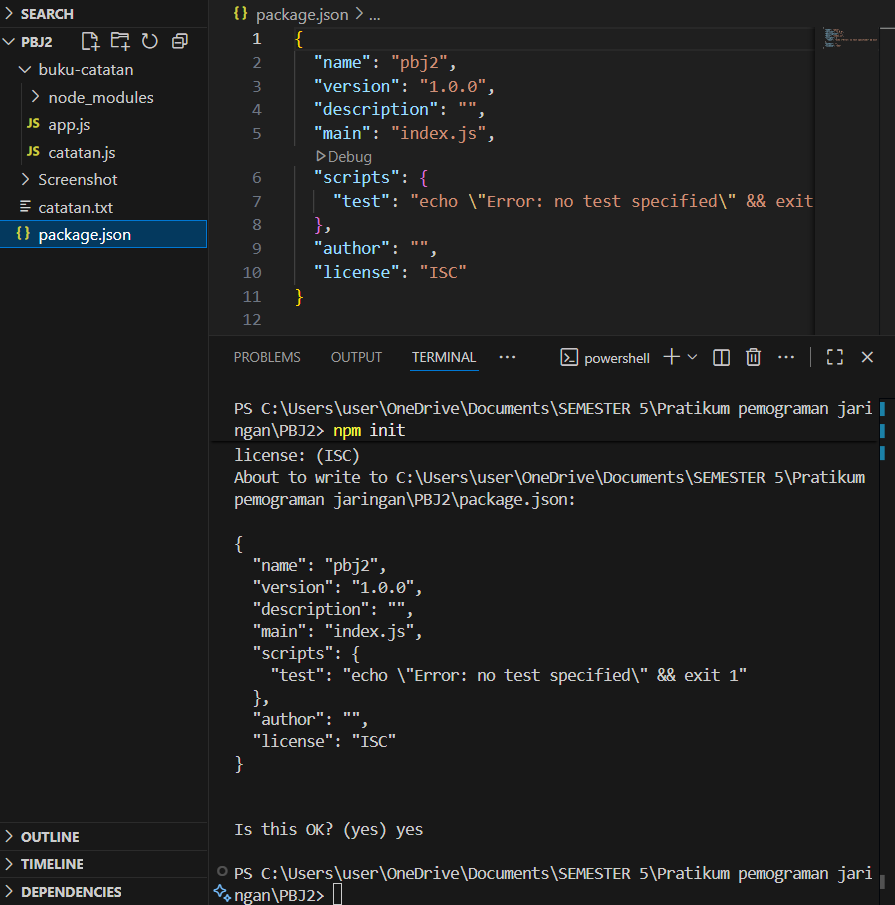 SEARCH
PBJ2
buku-catatan
node_modules
JS app.js
JS catatan.js
Screenshot
catatan.txt
{} package.json
OUTLINE
TIMELINE
DEPENDENCIES
{} package.json > ...
1 {
2 "name": "pbj2",
3 "version": "1.0.0",
4 "description": "",
5 "main": "index.js",
Debug
6 "scripts": {
7 "test": "echo \"Error: no test specified\" && exit
8 },
9 "author": "",
10 "license": "ISC"
11 }
12
PROBLEMS OUTPUT TERMINAL ... powershell
PS C:\Users\user\OneDrive\Documents\SEMESTER 5\Pratikum pemograman jari
ngan\PBJ2> npm init
license: (ISC)
About to write to C:\Users\user\OneDrive\Documents\SEMESTER 5\Pratikum
pemograman jaringan\PBJ2\package.json:
{
"name": "pbj2",
"version": "1.0.0",
"description": "",
"main": "index.js",
"scripts": {
"test": "echo \"Error: no test specified\" && exit 1"
},
"author": "",
"license": "ISC"
}
Is this OK? (yes) yes
PS C:\Users\user\OneDrive\Documents\SEMESTER 5\Pratikum pemograman jari
ngan\PBJ2>